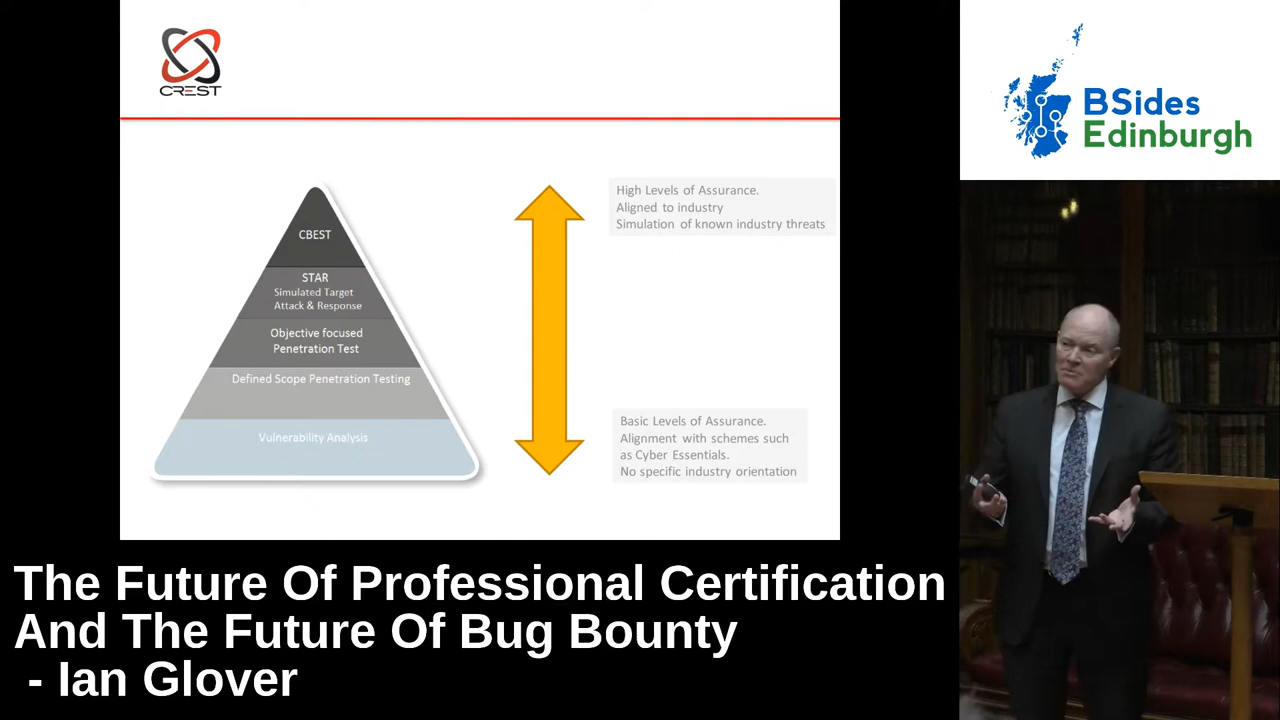 CREST
CBEST
STAR
Simulated Target
Attack & Response
Objective focused
Penetration Test
Defined Scope Penetration Testing
Vulnerability Analysis
High Levels of Assurance.
Aligned to industry
Simulation of known industry threats
Basic Levels of Assurance.
Alignment with schemes such
as Cyber Essentials.
No specific industry orientation
BSides
Edinburgh
The Future Of Professional Certification
And The Future Of Bug Bounty
- Ian Glover